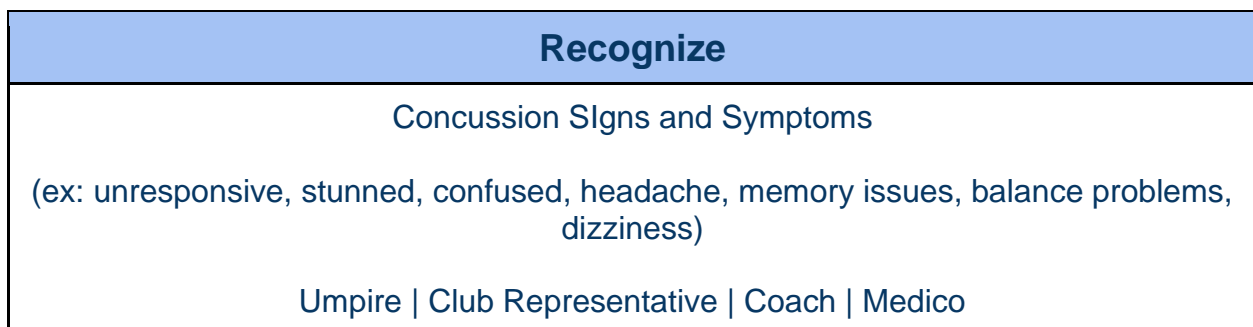 Recognize
Concussion SIgns and Symptoms
(ex: unresponsive, stunned, confused, headache, memory issues, balance problems,
dizziness)
Umpire | Club Representative | Coach | Medico